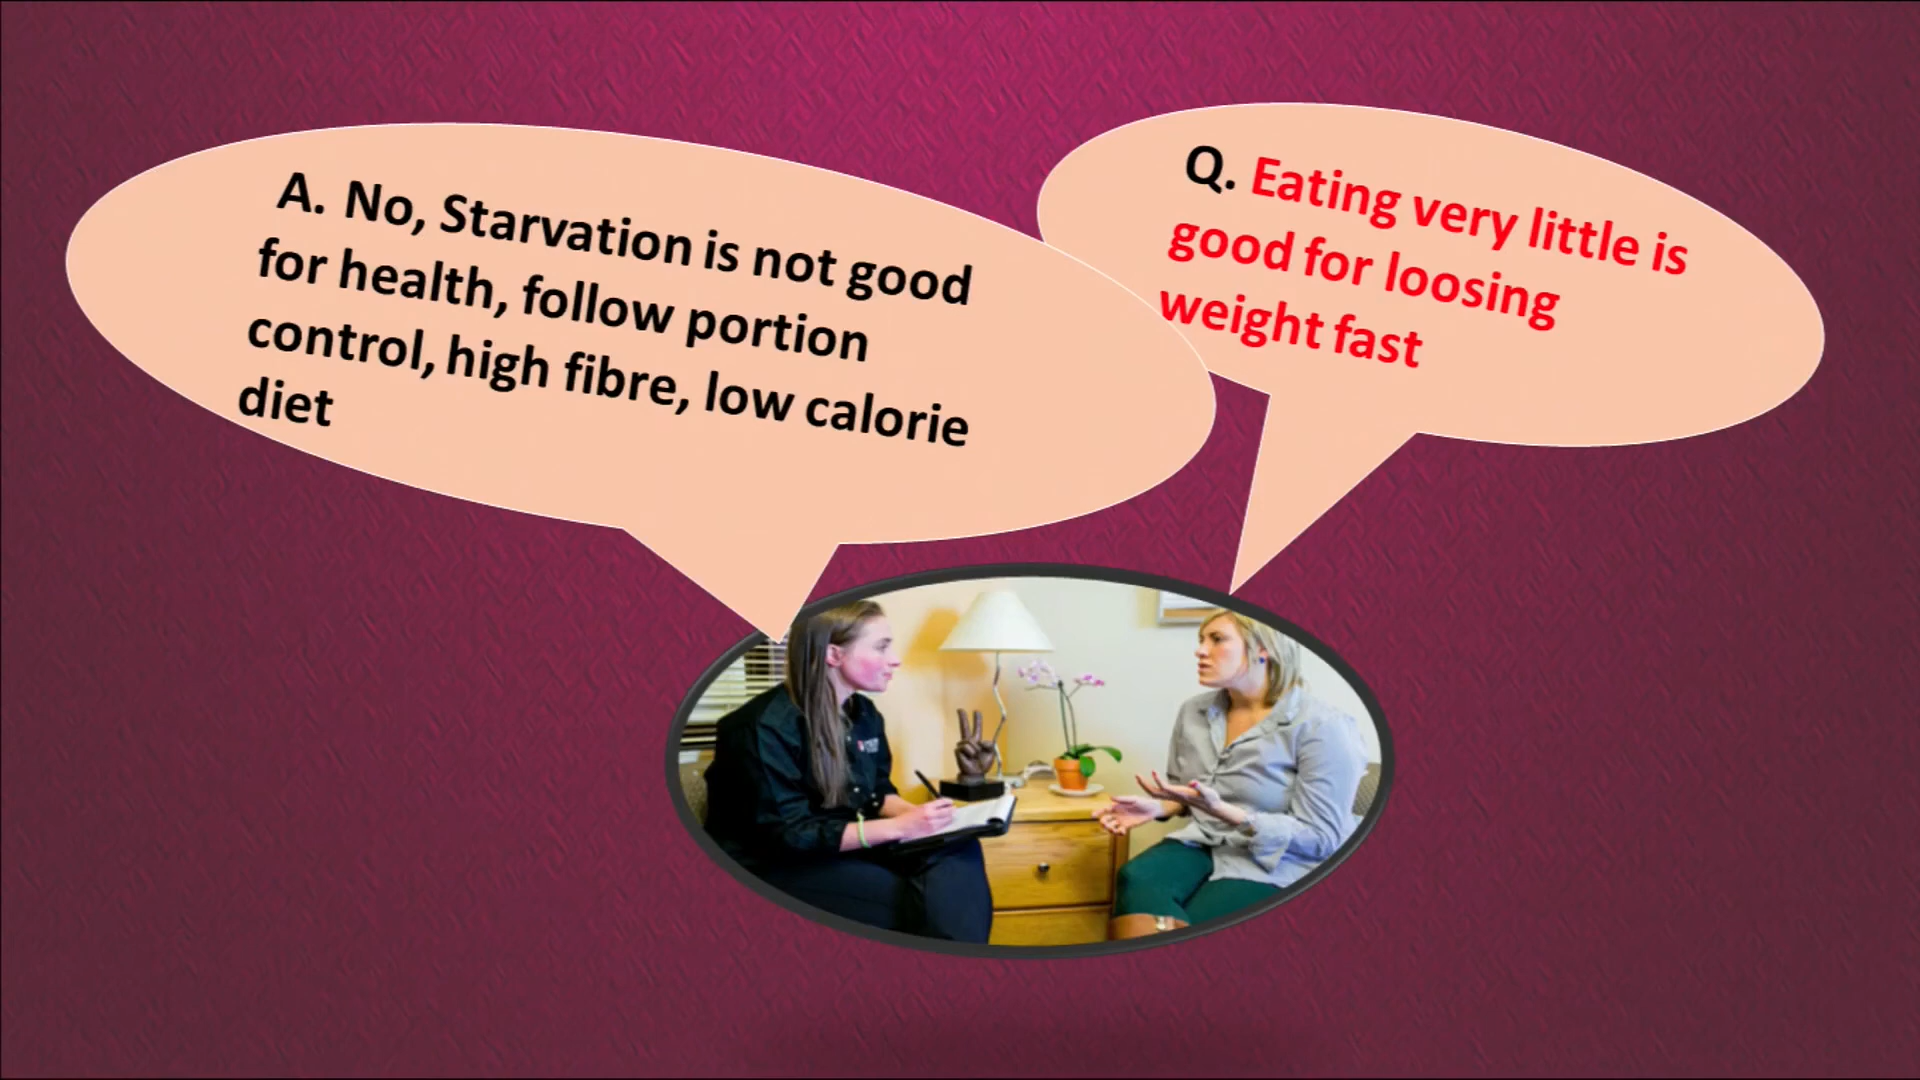 Q. Eating very little is
good for loosing
weight fast
A. No, Starvation is not good
for health, follow portion
control, high fibre, low calorie
diet